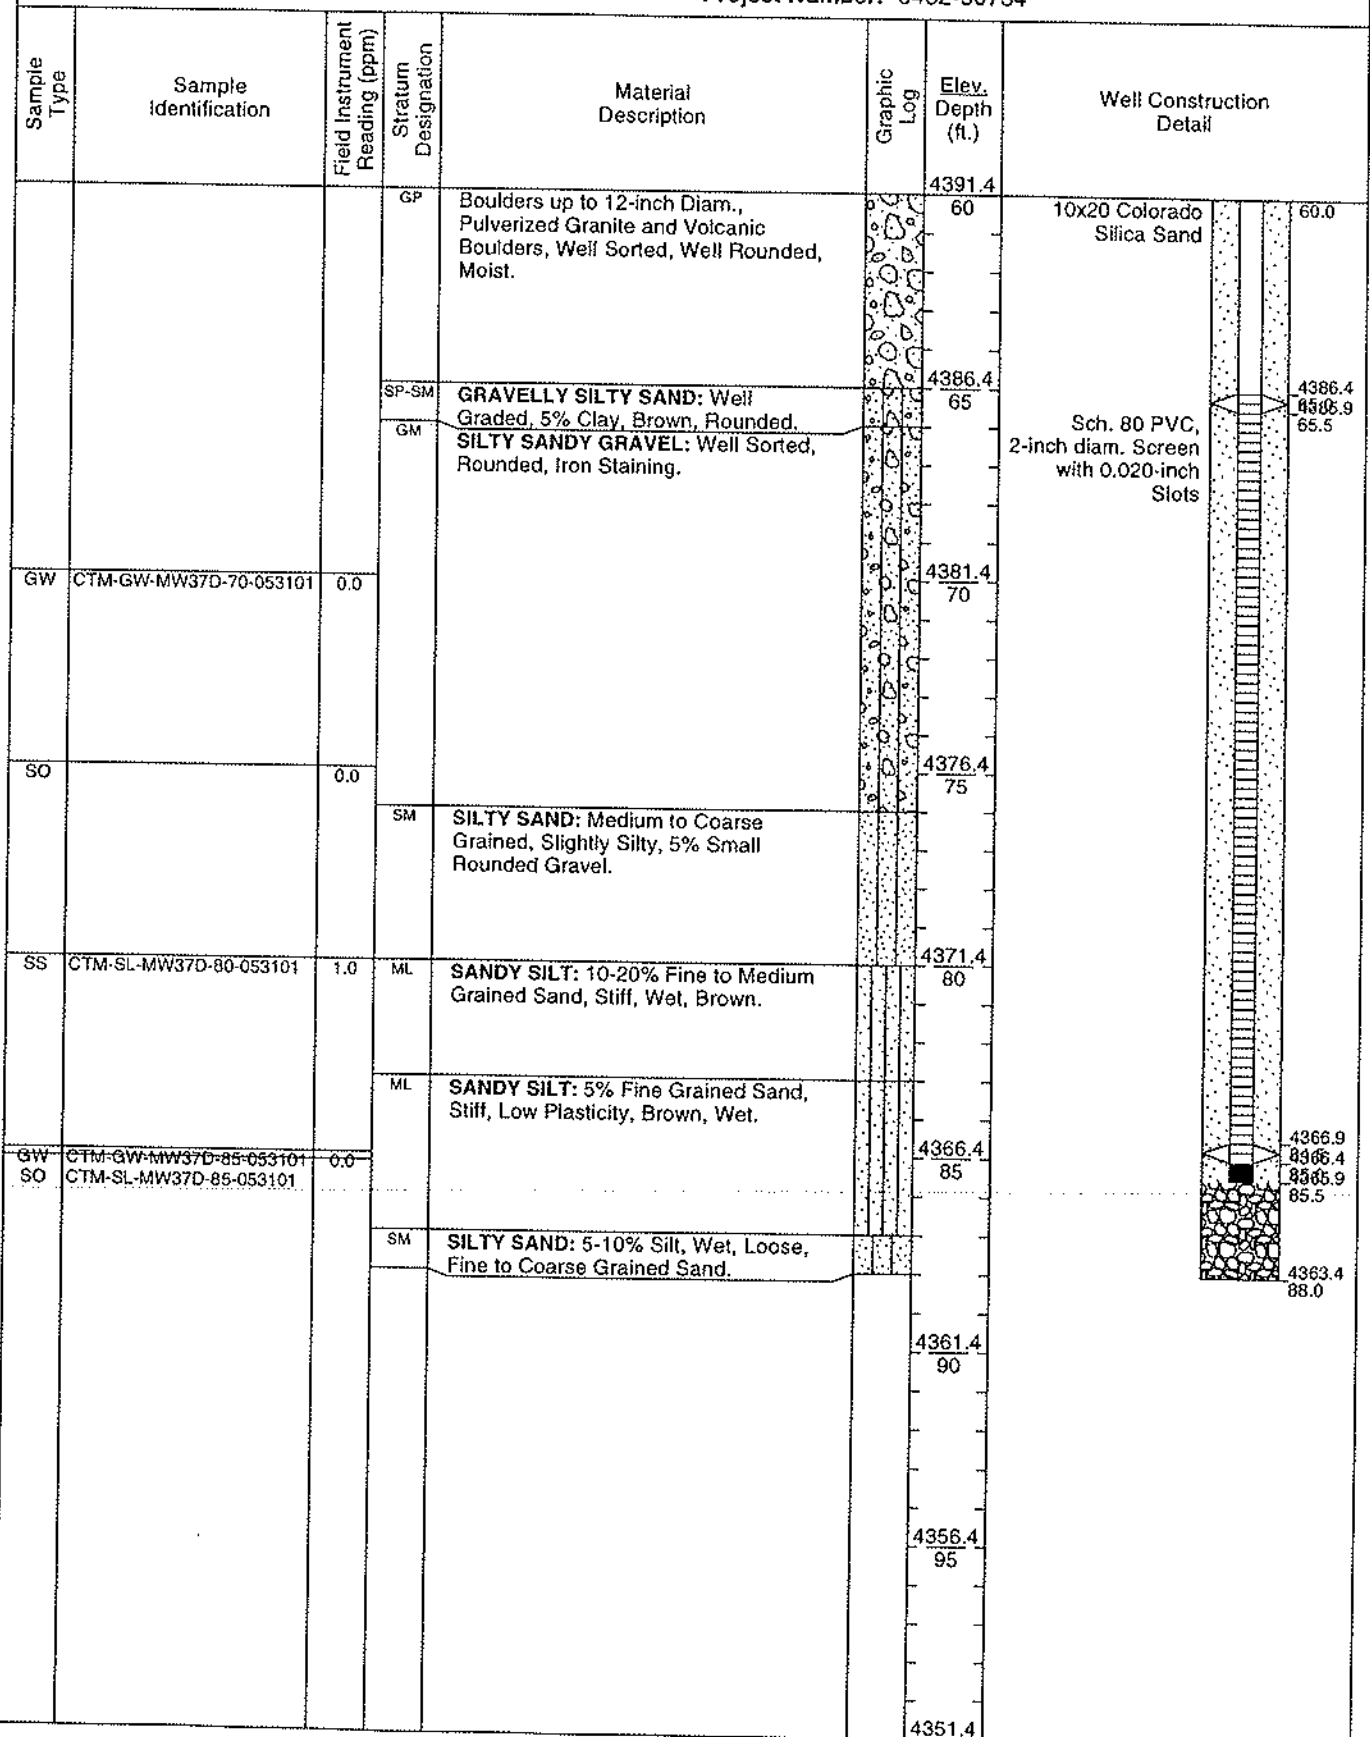 Sample Type
Sample Identification
Field Instrument Reading (ppm)
Stratum Designation
Material Description
Graphic Log
Elev. Depth (ft.)
Well Construction Detail
4391.4
60
GP
Boulders up to 12-inch Diam.,
Pulverized Granite and Volcanic
Boulders, Well Sorted, Well Rounded,
Moist.
10x20 Colorado
Silica Sand
60.0
4386.4
65
SP-SM
GRAVELLY SILTY SAND: Well
Graded, 5% Clay, Brown, Rounded.
GM
SILTY SANDY GRAVEL: Well Sorted,
Rounded, Iron Staining.
Sch. 80 PVC,
2-inch diam. Screen
with 0.020-inch
Slots
4386.4
65.5
GW CTM-GW-MW37D-70-053101 0.0
4381.4
70
SO 0.0
4376.4
75
SM
SILTY SAND: Medium to Coarse
Grained, Slightly Silty, 5% Small
Rounded Gravel.
SS CTM-SL-MW37D-80-053101 1.0
4371.4
80
ML
SANDY SILT: 10-20% Fine to Medium
Grained Sand, Stiff, Wet, Brown.
ML
SANDY SILT: 5% Fine Grained Sand,
Stiff, Low Plasticity, Brown, Wet.
GW CTM-GW-MW37D-85-053101 0.0
SO CTM-SL-MW37D-85-053101
4366.4
85
4366.9
85.5
SM
SILTY SAND: 5-10% Silt, Wet, Loose,
Fine to Coarse Grained Sand.
4363.4
88.0
4361.4
90
4356.4
95
4351.4